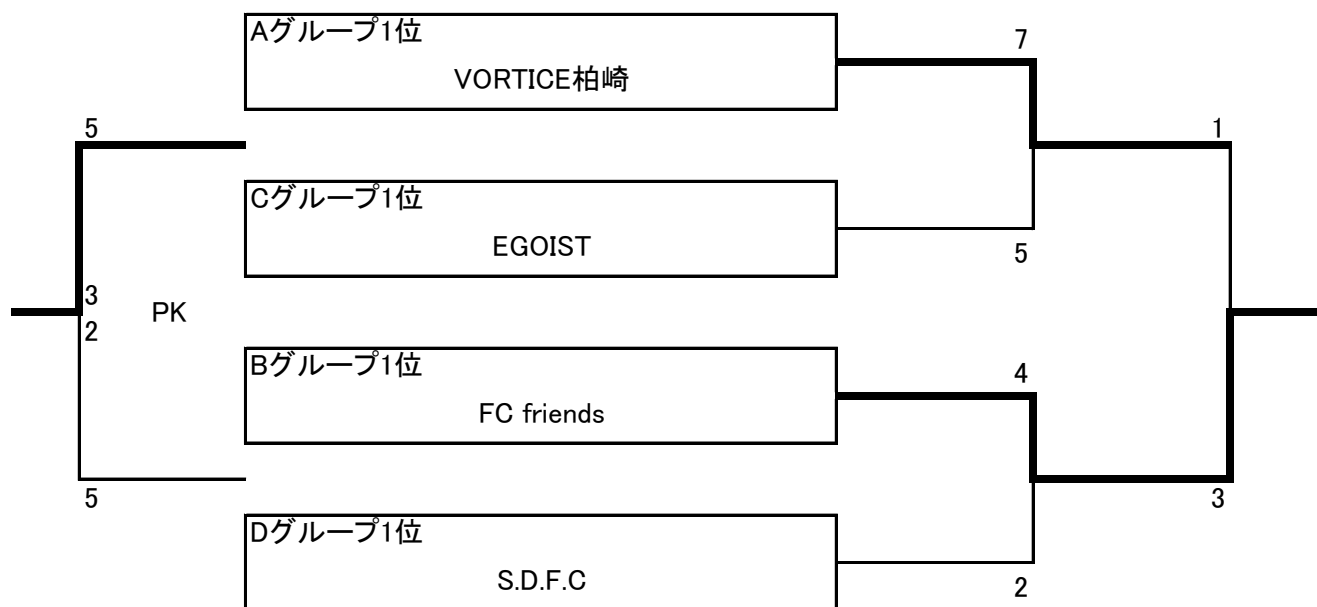 Aグループ1位
7
VORTICE柏崎
5
1
Cグループ1位
EGOIST
5
3
PK
2
Bグループ1位
4
FC friends
5
3
Dグループ1位
S.D.F.C
2